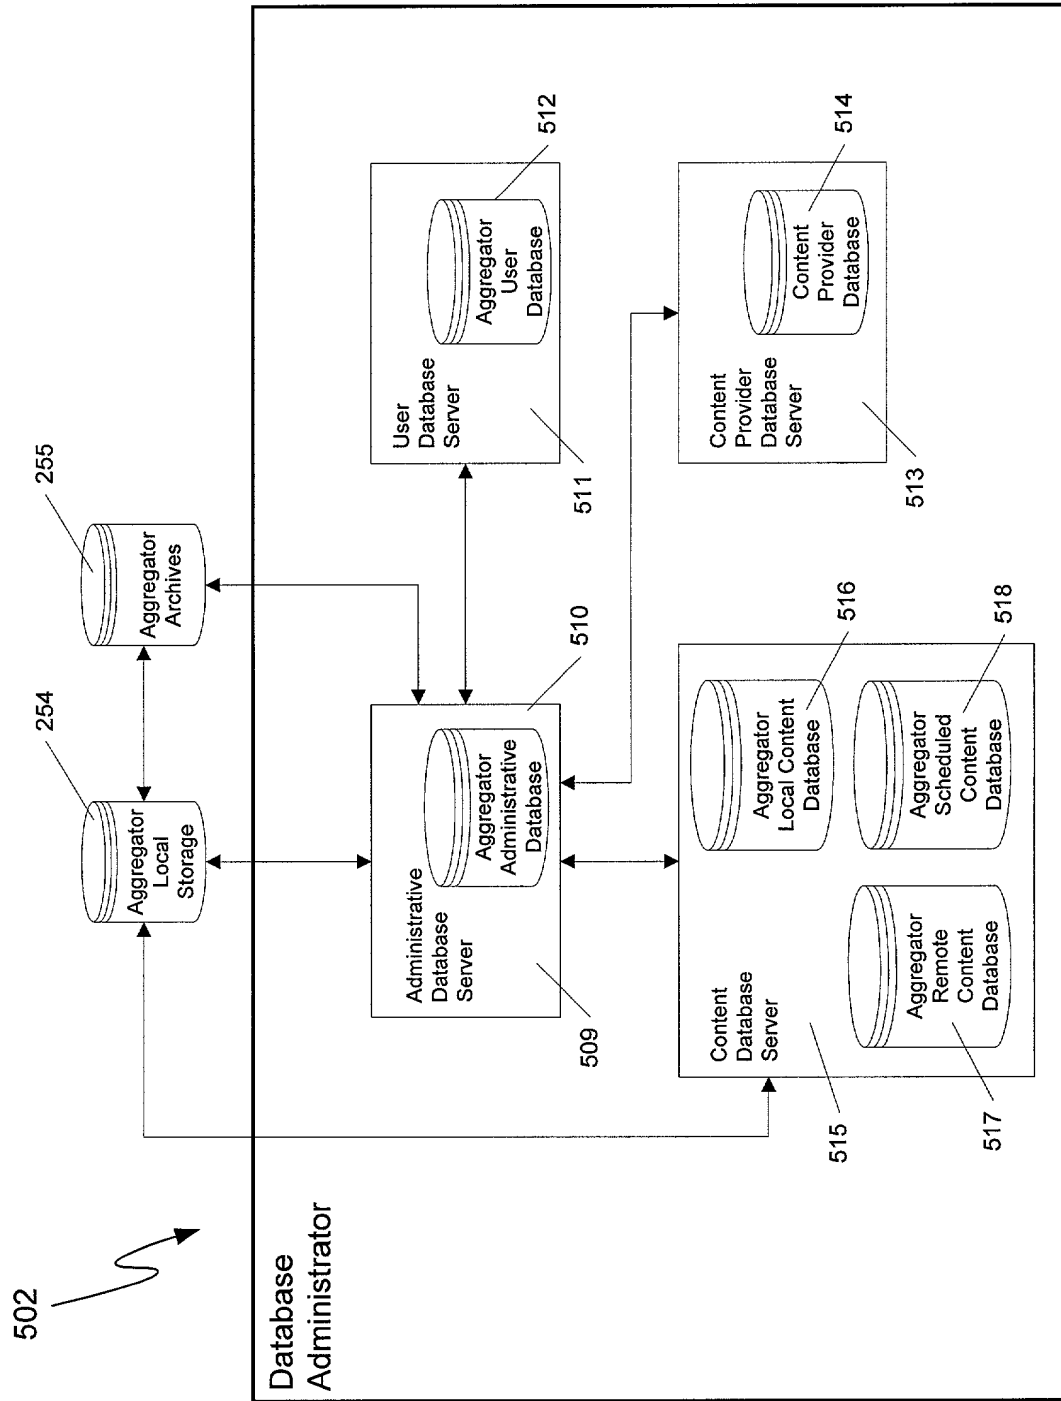 502
Database
Administrator
254
Aggregator
Local
Storage
255
Aggregator
Archives
Administrative
Database
Server
509
Aggregator
Administrative
Database
510
User
Database
Server
511
Aggregator
User
Database
512
Content
Database
Server
515
Aggregator
Local Content
Database
516
Aggregator
Remote
Content
Database
517
Aggregator
Scheduled
Content
Database
518
Content
Provider
Database
Server
513
Content
Provider
Database
514